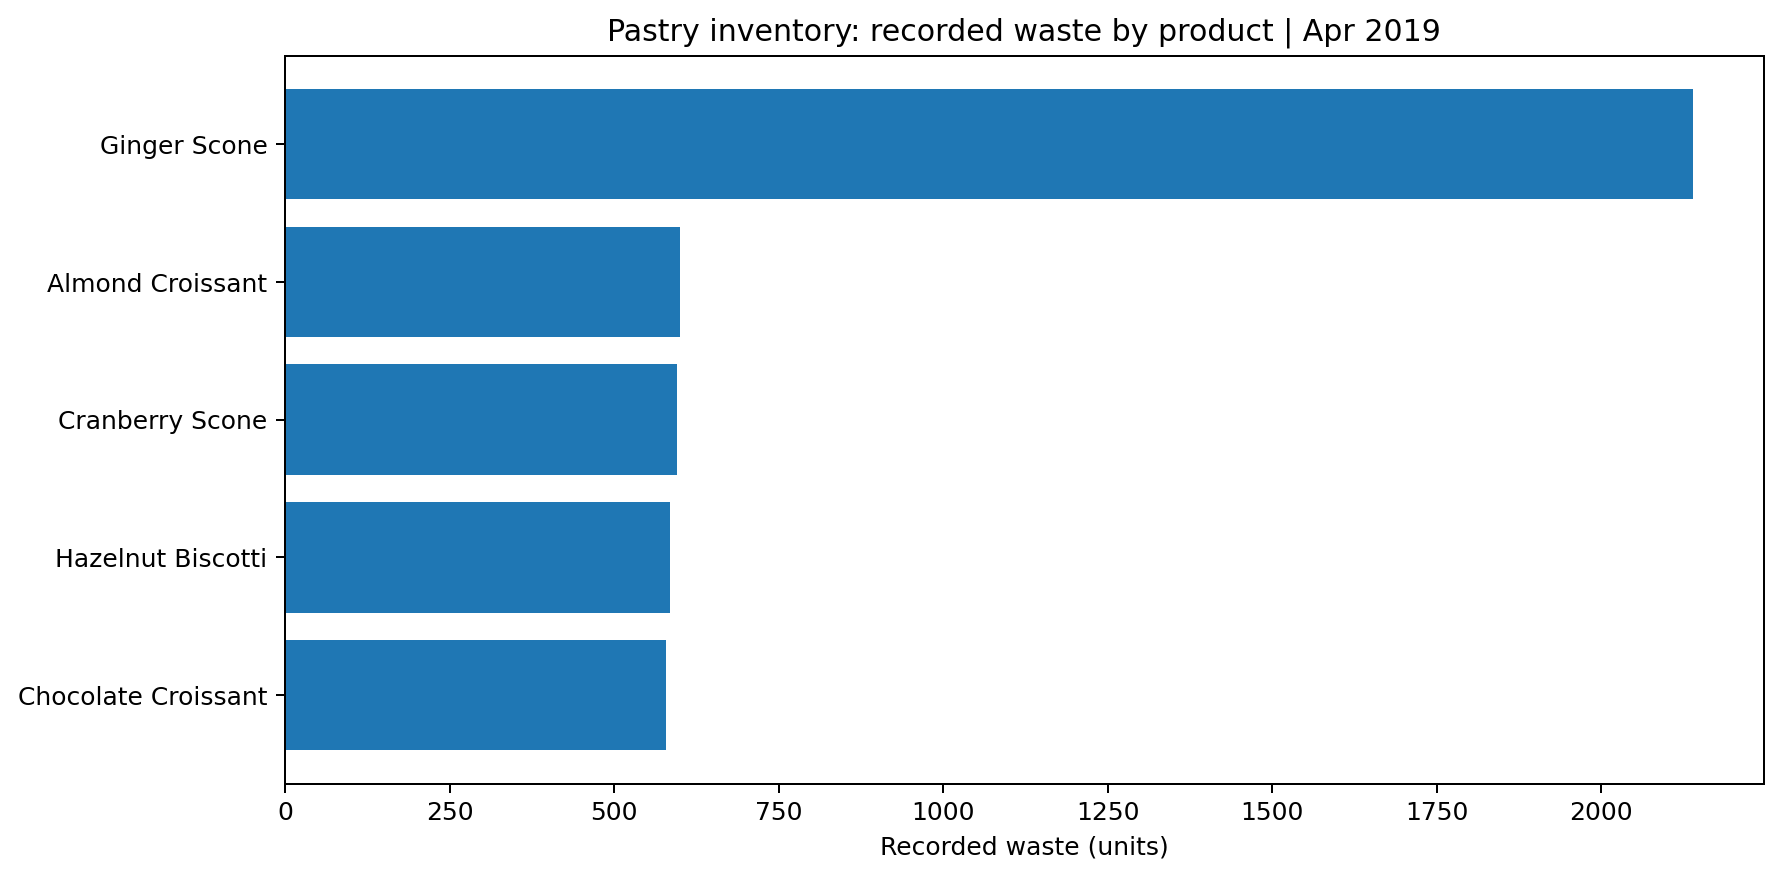 Pastry inventory: recorded waste by product | Apr 2019
Ginger Scone
Almond Croissant
Cranberry Scone
Hazelnut Biscotti
Chocolate Croissant
0 250 500 750 1000 1250 1500 1750 2000
Recorded waste (units)